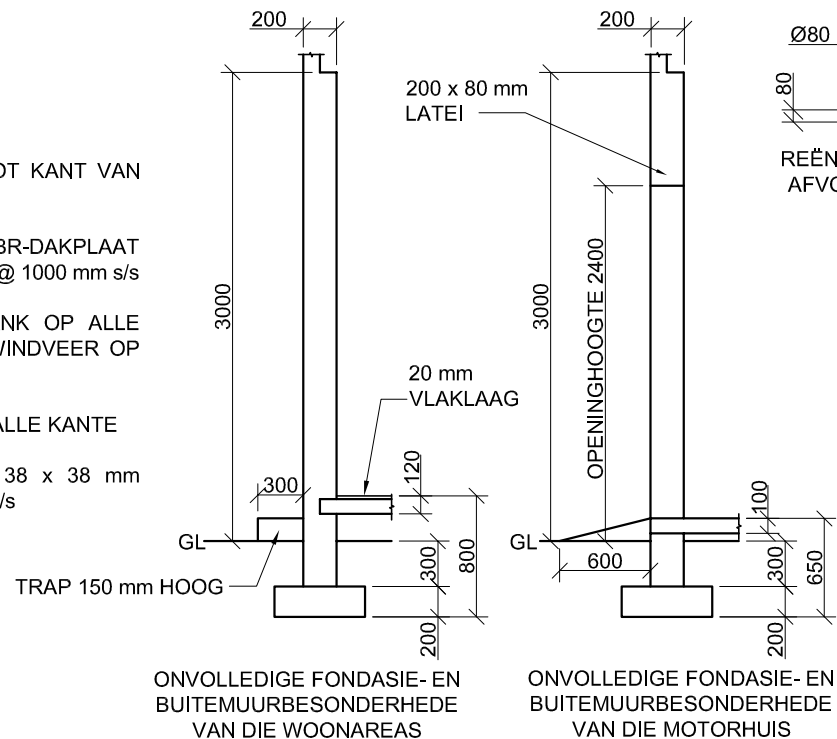 200
200
Ø80
80
REËN
AFVO
OT KANT VAN
BR-DAKPLAAT
@ 1000 mm s/s
NK OP ALLE
WINDVEER OP
ALLE KANTE
38 x 38 mm
/s
3000
20 mm
VLAKLAAG
120
300
GL
TRAP 150 mm HOOG
300
800
200
200 x 80 mm
LATEI
3000
OPENINGHOOGTE 2400
GL
600
100
300
650
200
ONVOLLEDIGE FONDASIE- EN
BUITEMUURBESONDERHEDE
VAN DIE WOONAREAS
ONVOLLEDIGE FONDASIE- EN
BUITEMUURBESONDERHEDE
VAN DIE MOTORHUIS